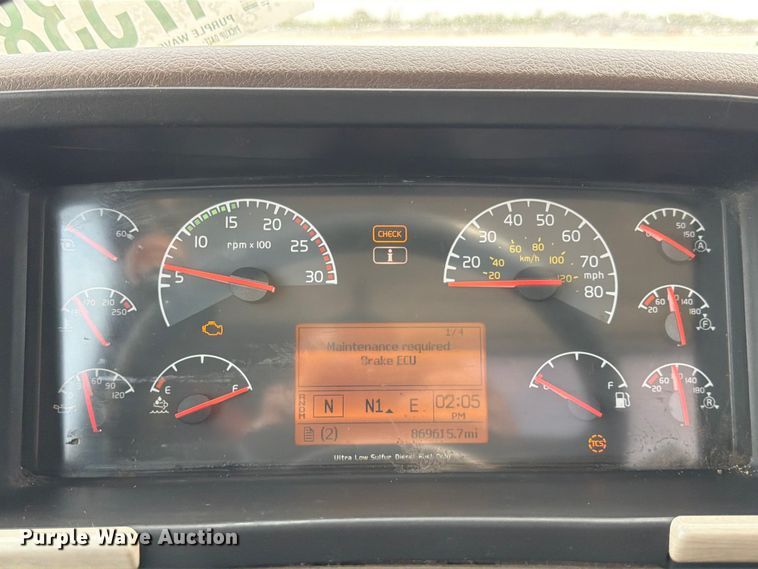 PURPLE WAVE
60
10
15
20
25
30
5
rpm x 100
CHECK
i
20
30
40
50
60
70
80
mph
20
40
60
80
100
120
km/h
50
150
A
170
210
250
20
60
140
180
F
60
90
120
E
F
1/4
Maintenance required
Brake ECU
RNDM
N
N1
E
02:05
PM
(2)
869615.7mi
F
20
60
140
180
R
TCS
Ultra Low Sulfur Diesel Fuel Only
Purple Wave Auction®